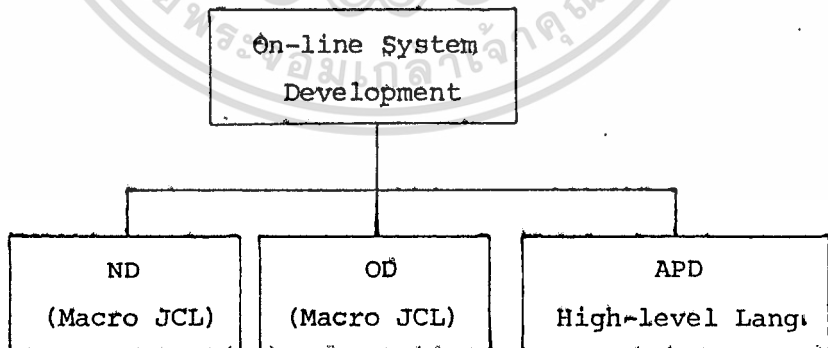 On-line System
Development
ND
OD
APD
(Macro JCL)
(Macro JCL)
High-level Lang.